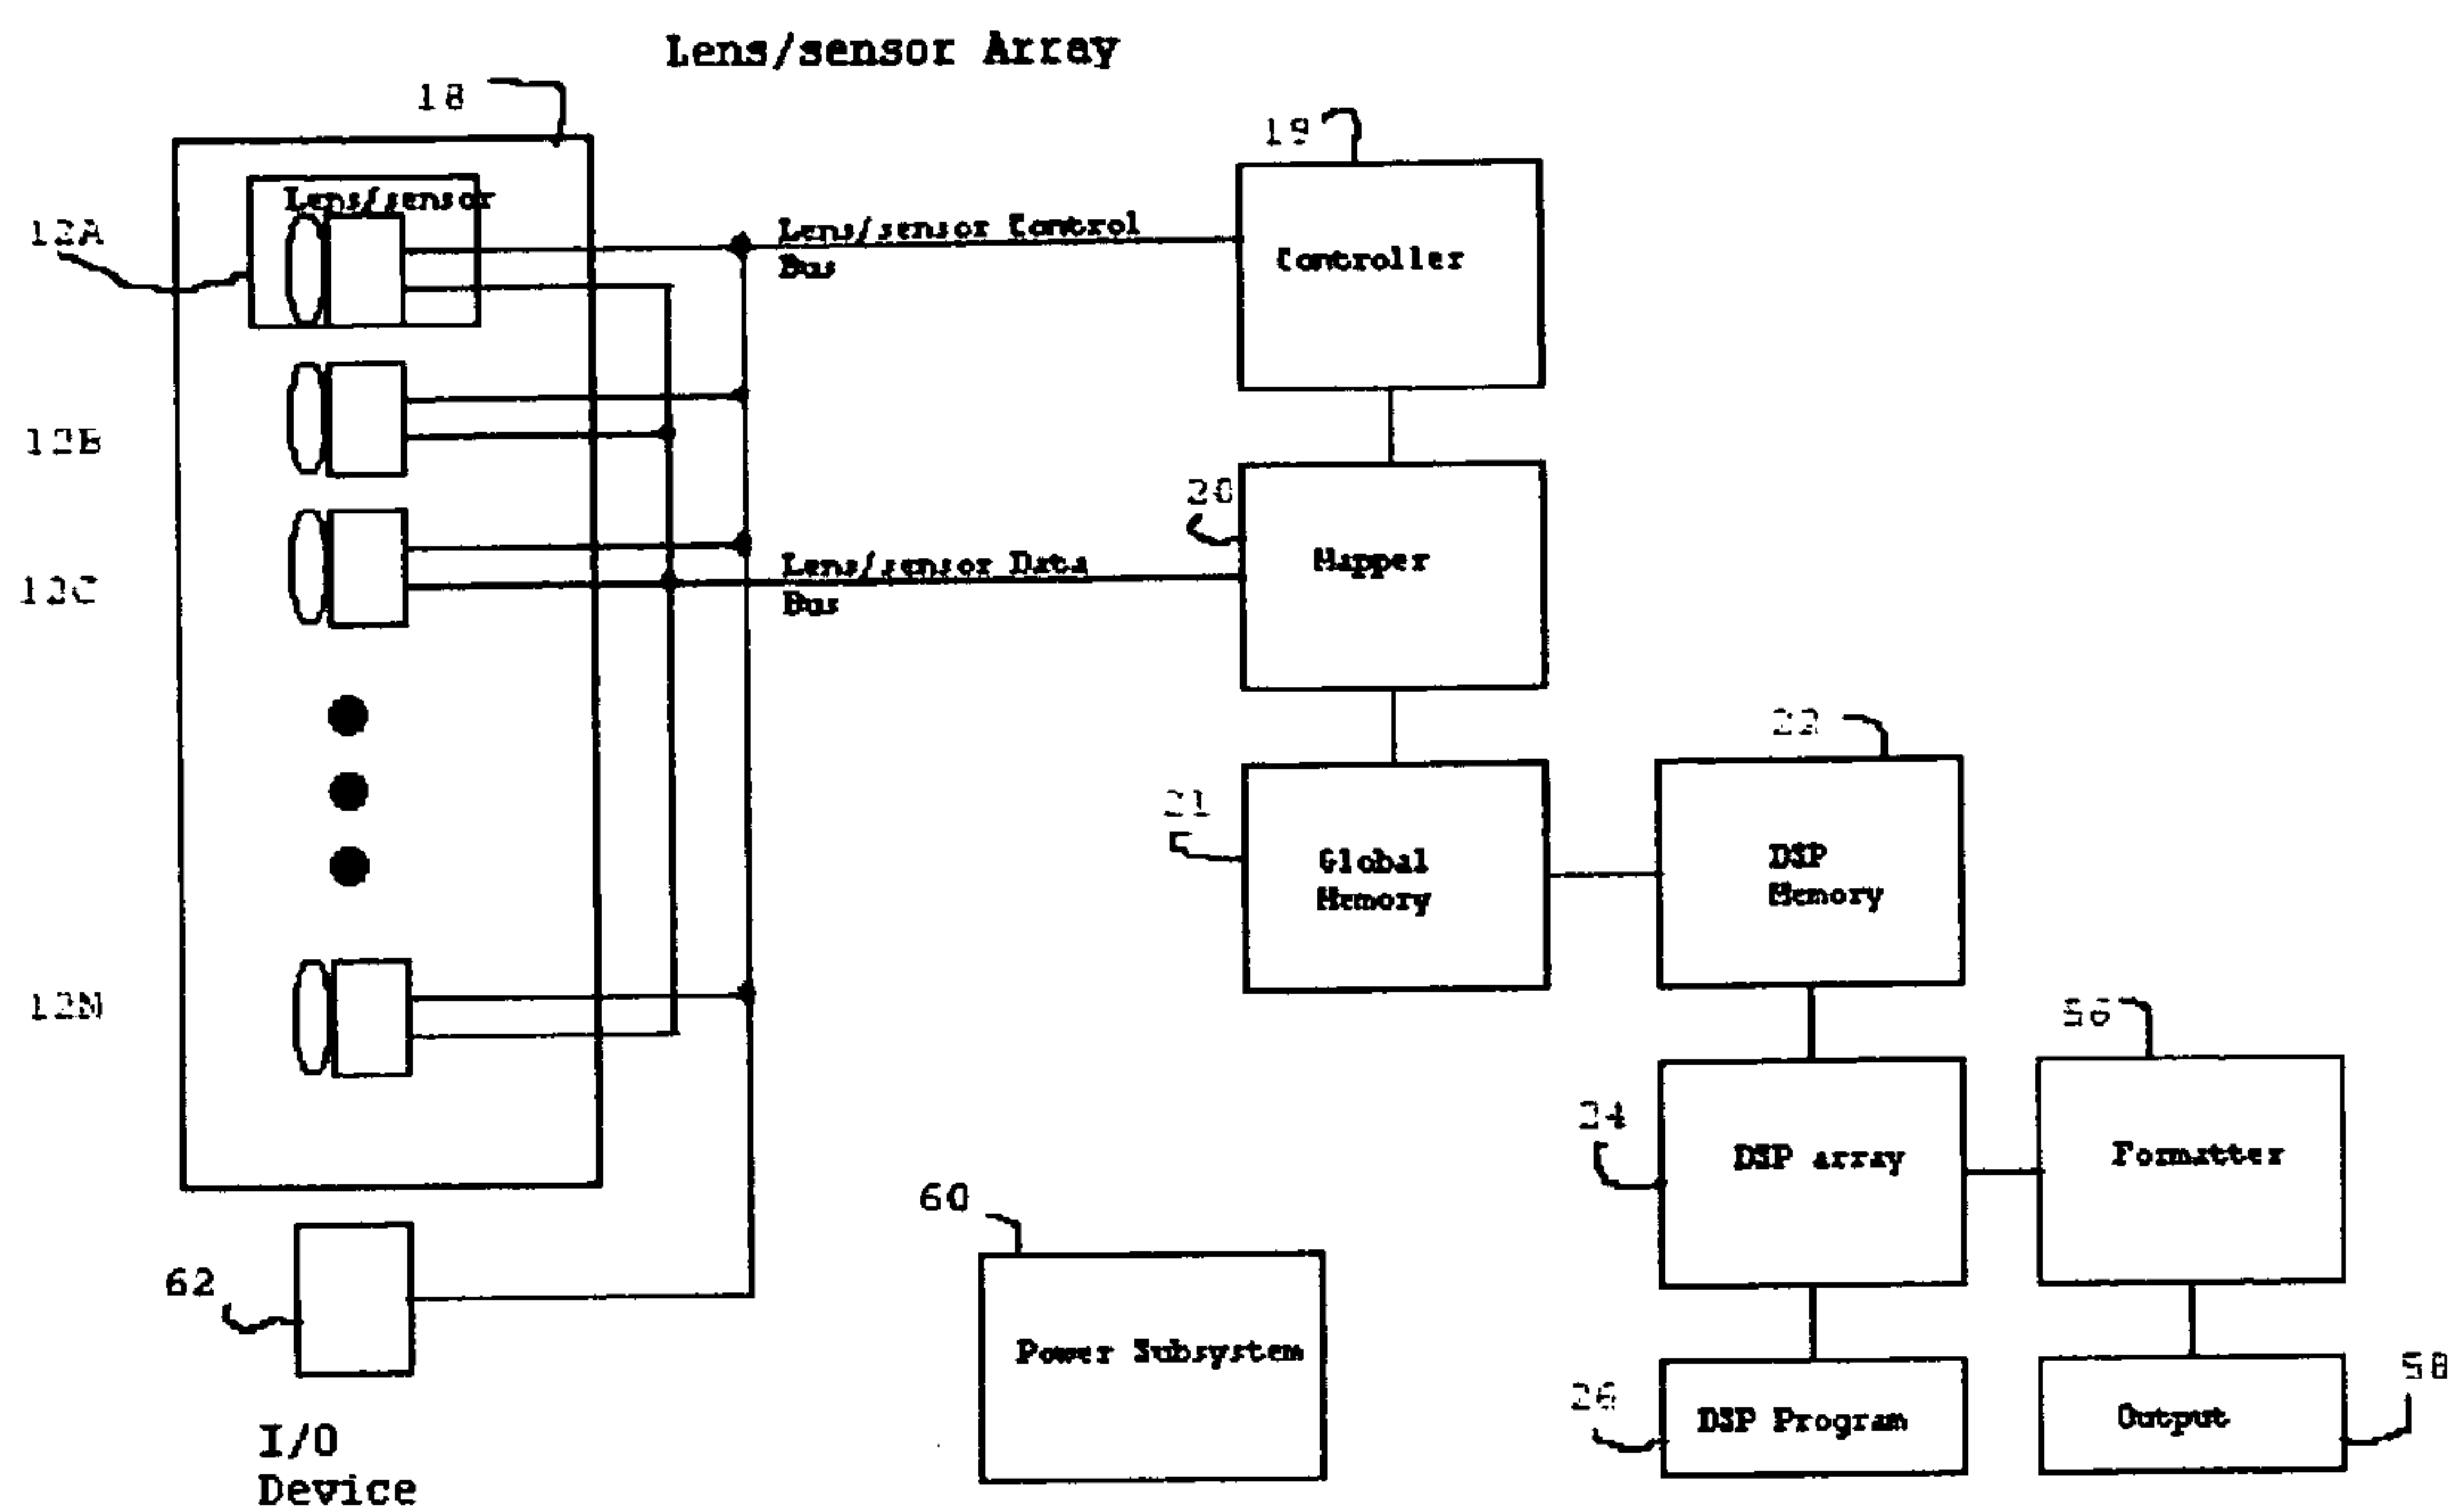 Lens/sensor Array
18
19
Lens/sensor
12A
Lens/sensor Control
Bus
Controller
12B
20
Mapper
12C
Lens/sensor Data
Bus
22
21
Global
Memory
DSP
Memory
12N
56
24
DSP array
Formatter
60
62
Power Subsystem
26
DSP Program
Output
58
I/O
Device